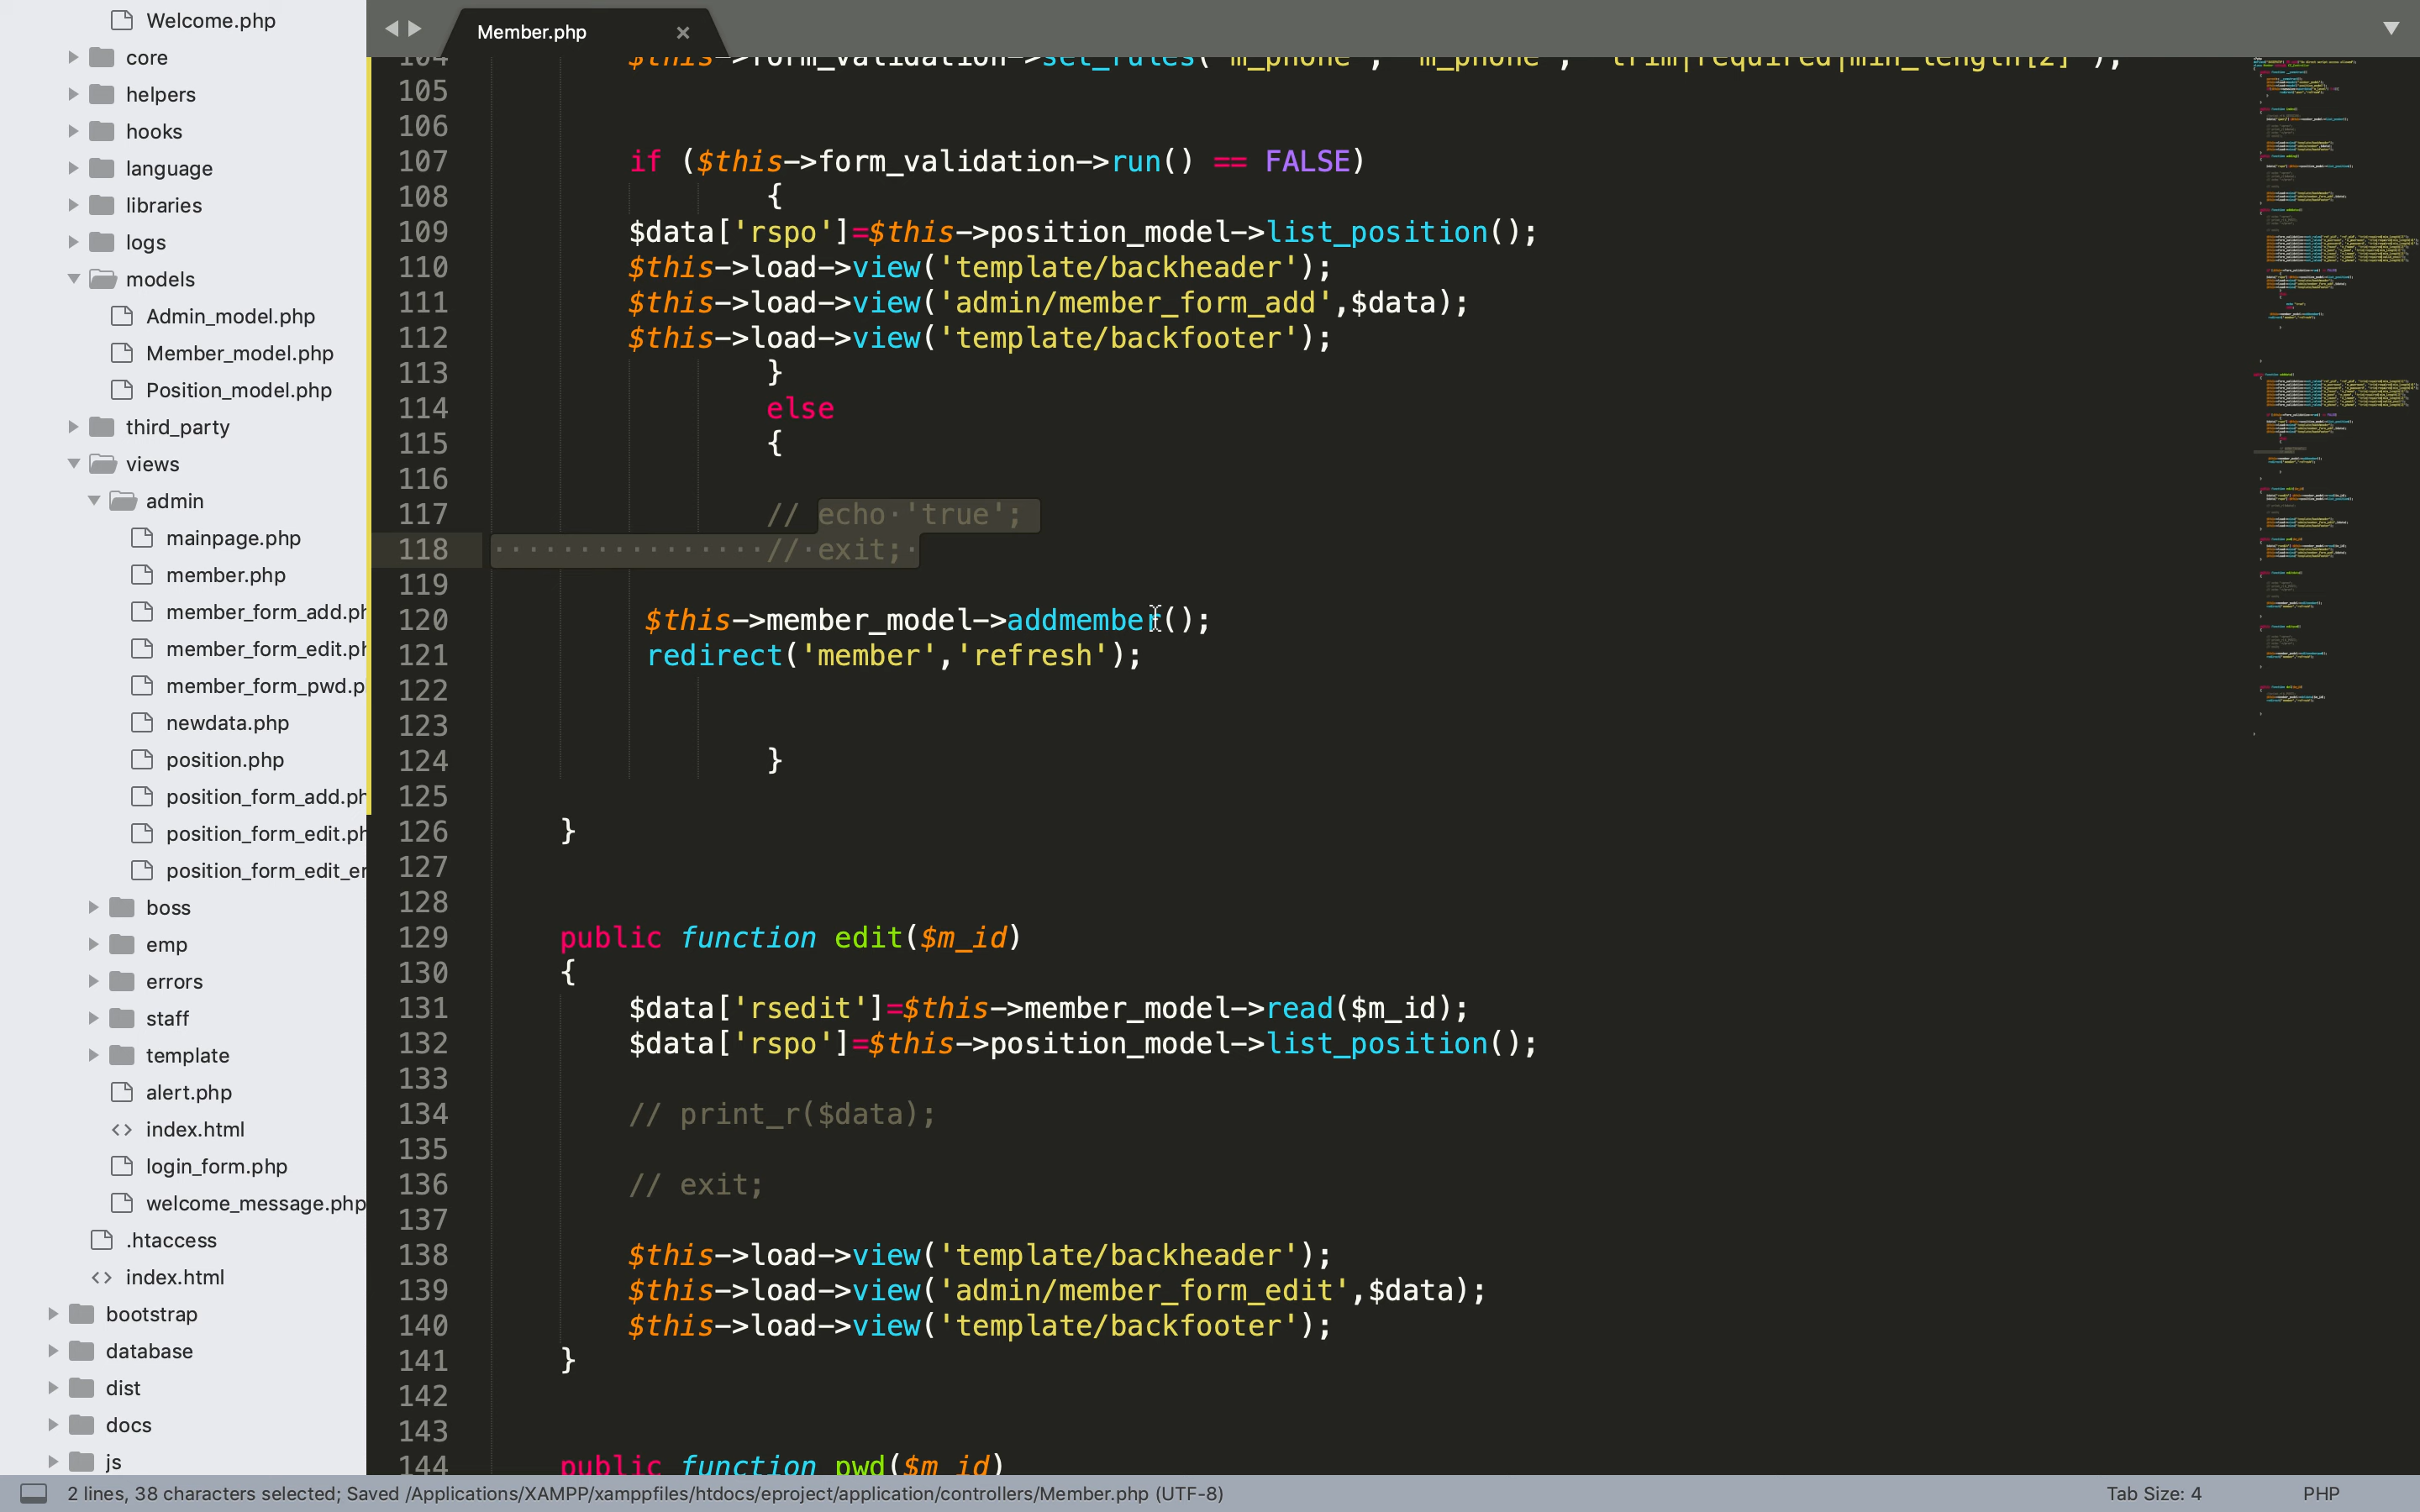 Welcome.php
core
helpers
hooks
language
libraries
logs
models
Admin_model.php
Member_model.php
Position_model.php
third_party
views
admin
mainpage.php
member.php
member_form_add.ph
member_form_edit.ph
member_form_pwd.p
newdata.php
position.php
position_form_add.ph
position_form_edit.ph
position_form_edit_er
boss
emp
errors
staff
template
alert.php
<> index.html
login_form.php
welcome_message.php
.htaccess
<> index.html
bootstrap
database
dist
docs
js
Member.php ×
104 $this->form_validation->set_rules('m_phone', 'm_phone', 'trim|required|min_length[2]');
105
106
107 if ($this->form_validation->run() == FALSE)
108 {
109 $data['rspo']=$this->position_model->list_position();
110 $this->load->view('template/backheader');
111 $this->load->view('admin/member_form_add',$data);
112 $this->load->view('template/backfooter');
113 }
114 else
115 {
116
117 // echo 'true';
118 // exit;
119
120 $this->member_model->addmember();
121 redirect('member','refresh');
122
123
124 }
125
126 }
127
128
129 public function edit($m_id)
130 {
131 $data['rsedit']=$this->member_model->read($m_id);
132 $data['rspo']=$this->position_model->list_position();
133
134 // print_r($data);
135
136 // exit;
137
138 $this->load->view('template/backheader');
139 $this->load->view('admin/member_form_edit',$data);
140 $this->load->view('template/backfooter');
141 }
142
143
144 public function pwd($m_id)
2 lines, 38 characters selected; Saved /Applications/XAMPP/xamppfiles/htdocs/eproject/application/controllers/Member.php (UTF-8)
Tab Size: 4
PHP